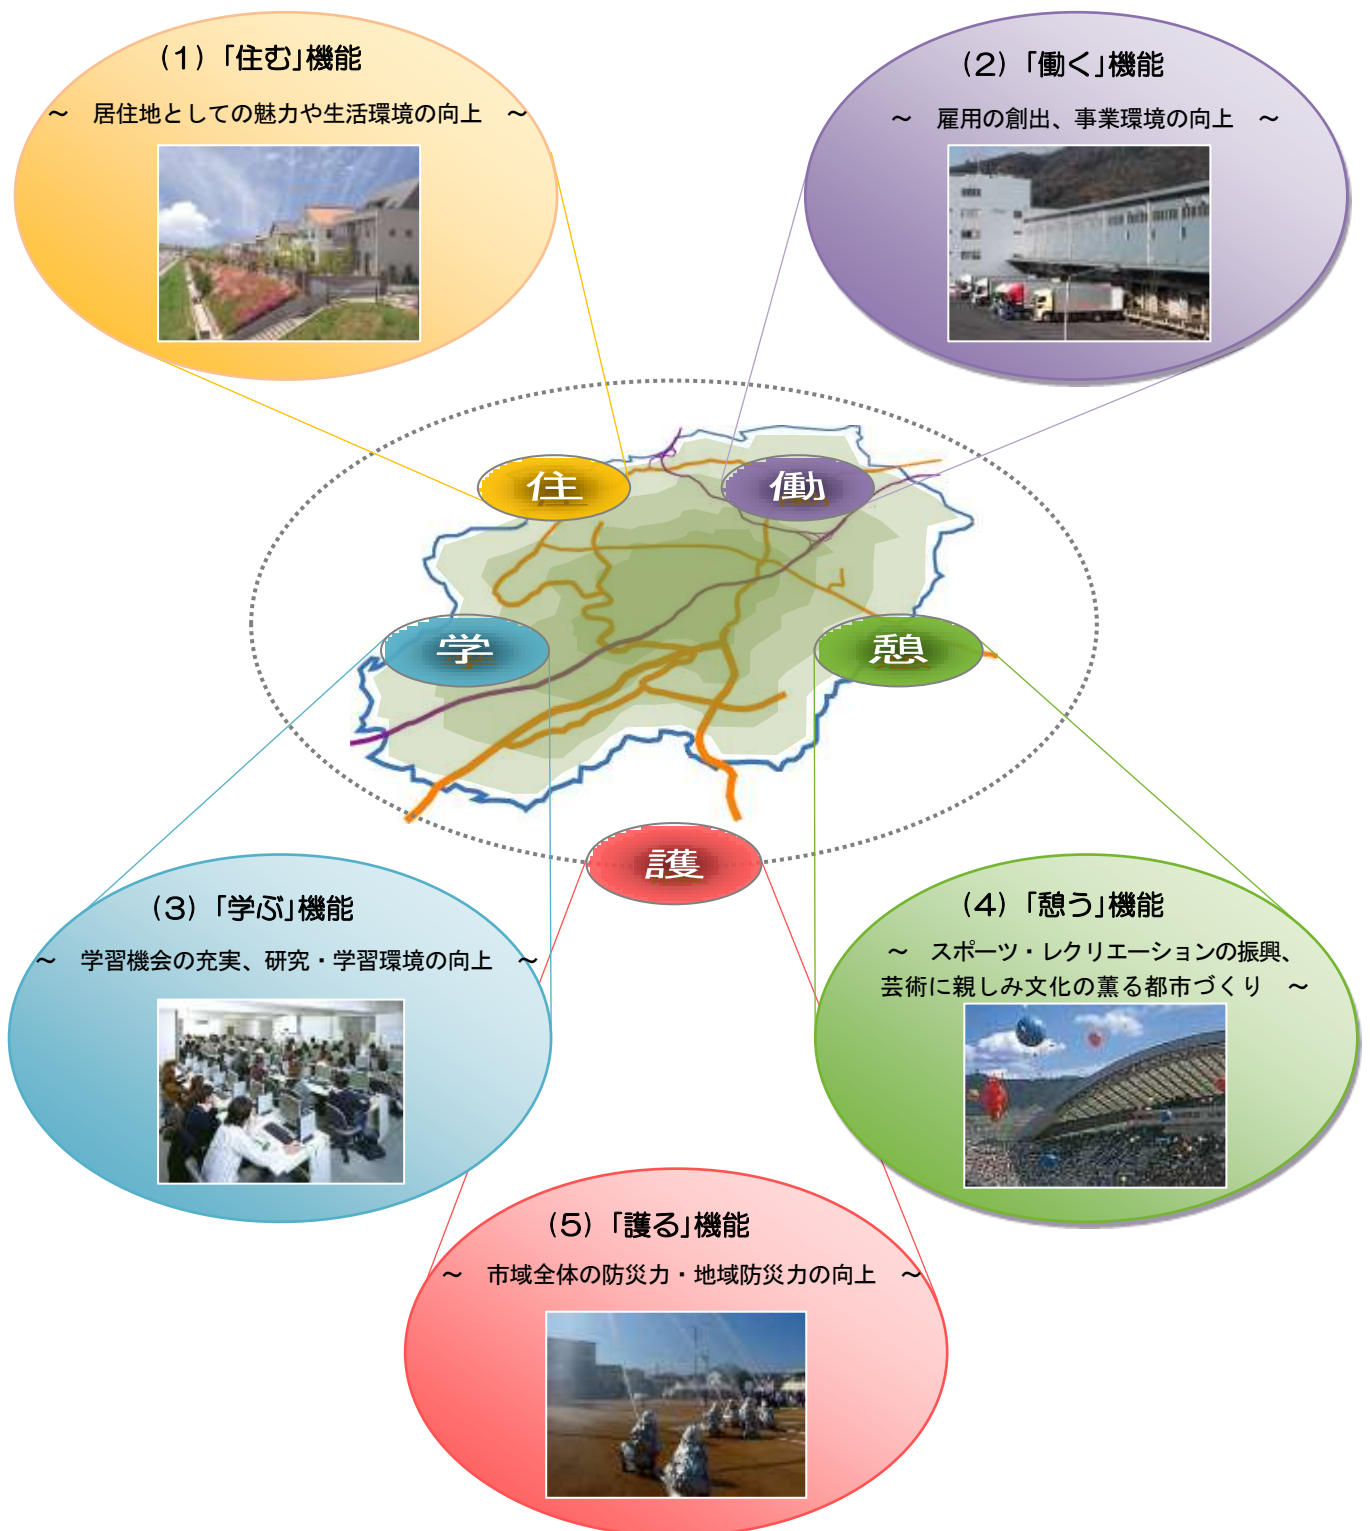 (1)「住む」機能
～　居住地としての魅力や生活環境の向上　～
(2)「働く」機能
～　雇用の創出、事業環境の向上　～
住
働
学
憩
護
(3)「学ぶ」機能
～　学習機会の充実、研究・学習環境の向上　～
(4)「憩う」機能
～　スポーツ・レクリエーションの振興、
芸術に親しみ文化の薫る都市づくり　～
(5)「護る」機能
～　市域全体の防災力・地域防災力の向上　～